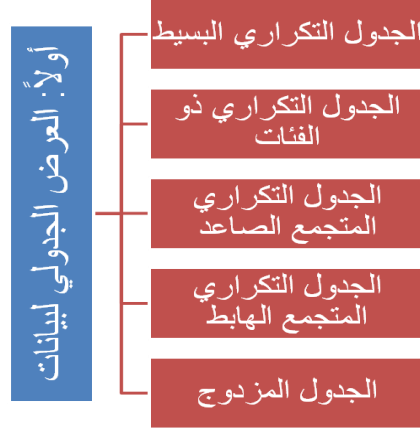 أولاً: العرض الجدولي لبيانات
الجدول التكراري البسيط
الجدول التكراري ذو
الفئات
الجدول التكراري
المتجمع الصاعد
الجدول التكراري
المتجمع الهابط
الجدول المزدوج